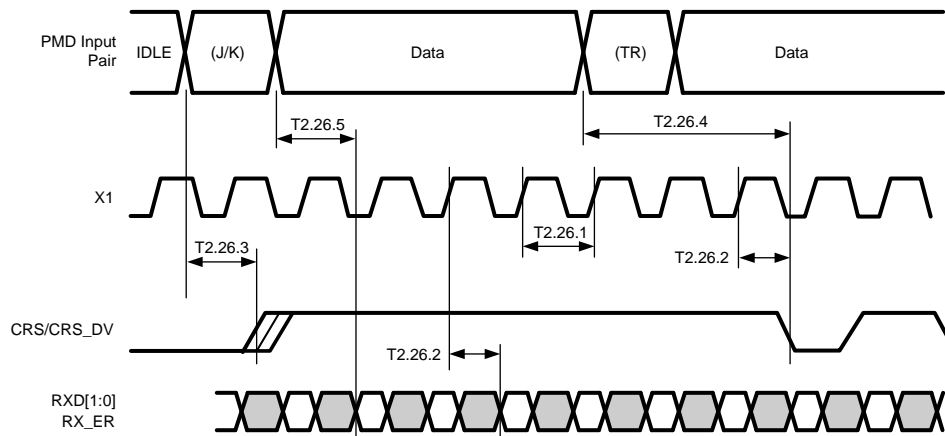 PMD Input
Pair
IDLE
(J/K)
Data
(TR)
Data
T2.26.5
T2.26.4
X1
T2.26.3
T2.26.1
T2.26.2
CRS/CRS_DV
T2.26.2
RXD[1:0]
RX_ER